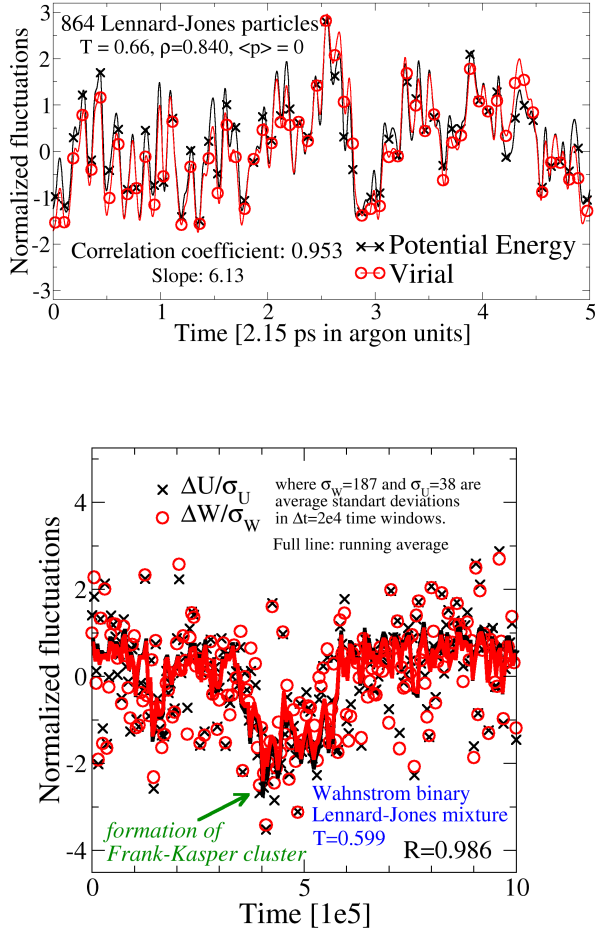 864 Lennard-Jones particles
T = 0.66, ρ=0.840, <p> = 0
Normalized fluctuations
3
2
1
0
-1
-2
-3
Correlation coefficient: 0.953
Slope: 6.13
Potential Energy
Virial
0 1 2 3 4 5
Time [2.15 ps in argon units]
ΔU/σU
ΔW/σW
where σW=187 and σU=38 are
average standart deviations
in Δt=2e4 time windows.
Full line: running average
Normalized fluctuations
4
2
0
-2
-4
formation of
Frank-Kasper cluster
Wahnstrom binary
Lennard-Jones mixture
T=0.599
R=0.986
0 5 10
Time [1e5]